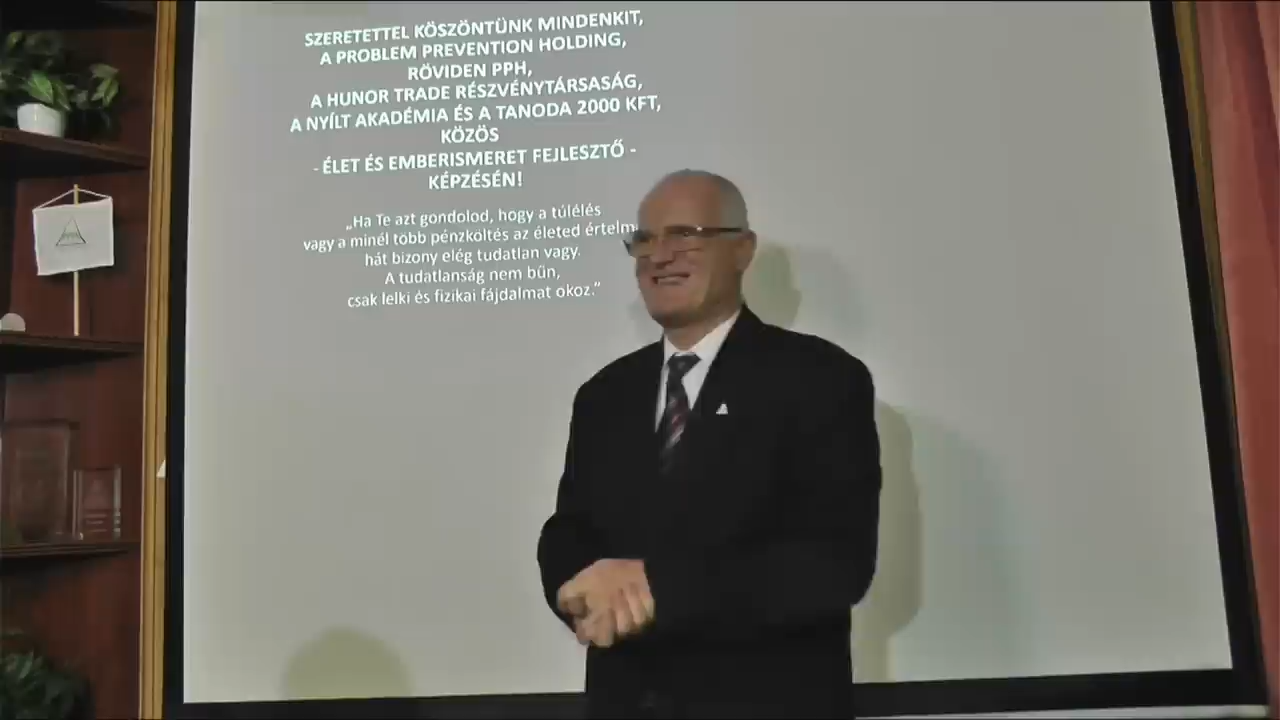 SZERETETTEL KÖSZÖNTÜNK MINDENKIT,
A PROBLEM PREVENTION HOLDING,
RÖVIDEN PPH,
A HUNOR TRADE RÉSZVÉNYTÁRSASÁG,
A NYÍLT AKADÉMIA ÉS A TANODA 2000 KFT,
KÖZÖS
- ÉLET ÉS EMBERISMERET FEJLESZTŐ -
KÉPZÉSÉN!
„Ha Te azt gondolod, hogy a túlélés
vagy a minél több pénzköltés az életed értelm
hát bizony elég tudatlan vagy.
A tudatlanság nem bűn,
csak lelki és fizikai fájdalmat okoz.”